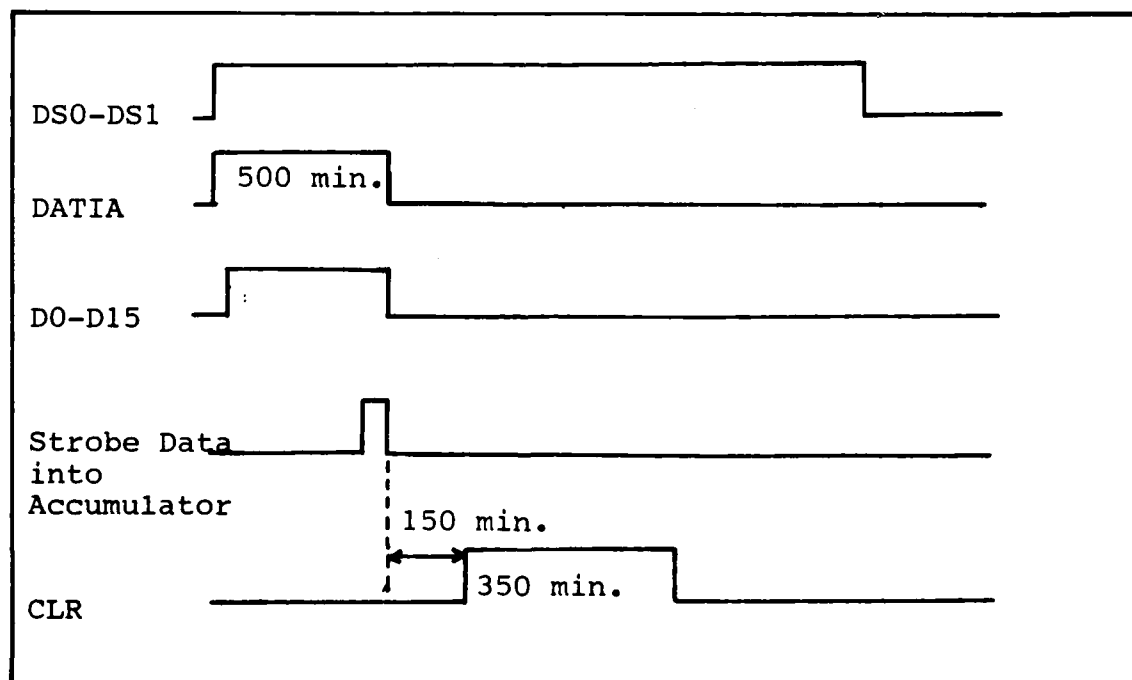 DS0-DS1
500 min.
DATIA
D0-D15
Strobe Data
into
Accumulator
150 min.
350 min.
CLR